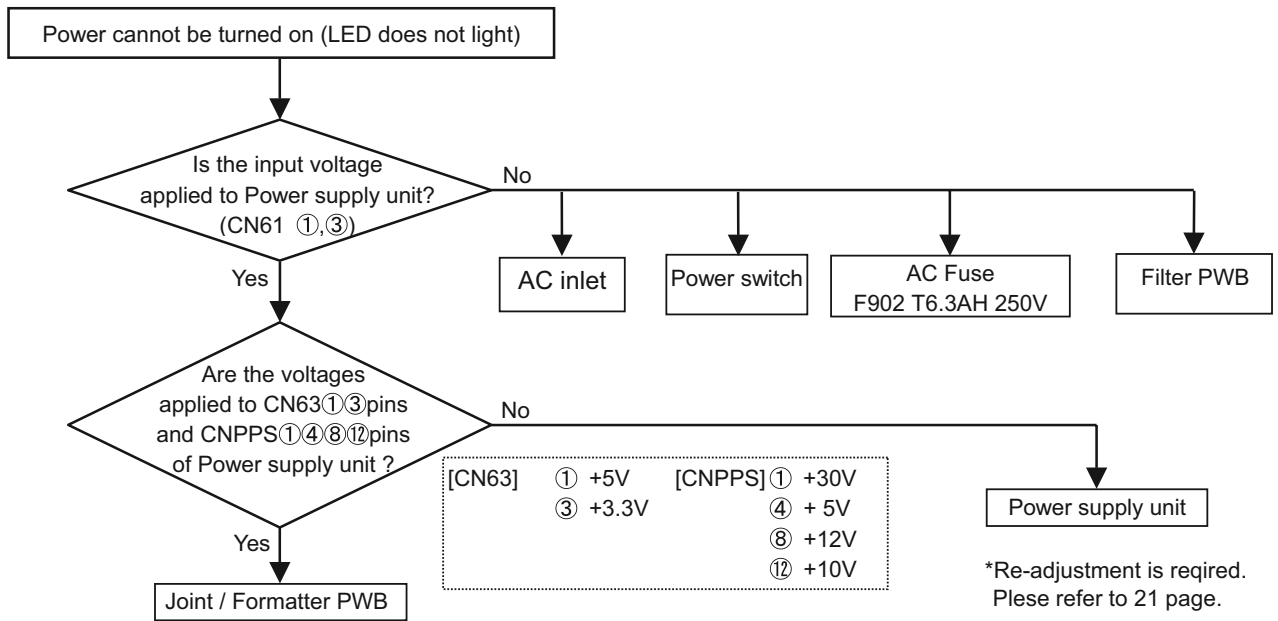 Power cannot be turned on (LED does not light)
Is the input voltage
applied to Power supply unit?
(CN61 ①,③)
No
Yes
AC inlet
Power switch
AC Fuse
F902 T6.3AH 250V
Filter PWB
Are the voltages
applied to CN63①③pins
and CNPPS①④⑧⑫pins
of Power supply unit ?
No
Yes
[CN63] ① +5V [CNPPS] ① +30V
③ +3.3V ④ + 5V
⑧ +12V
⑫ +10V
Power supply unit
*Re-adjustment is reqired.
Plese refer to 21 page.
Joint / Formatter PWB